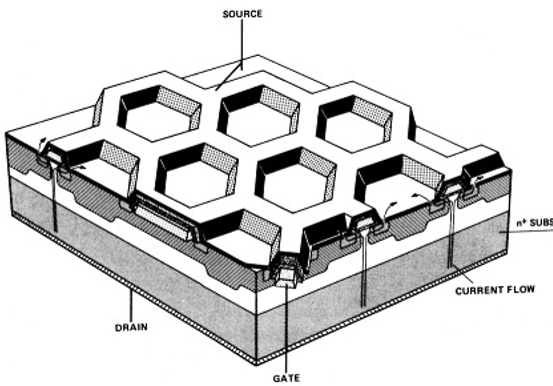 SOURCE
n+ SUBS
CURRENT FLOW
DRAIN
GATE